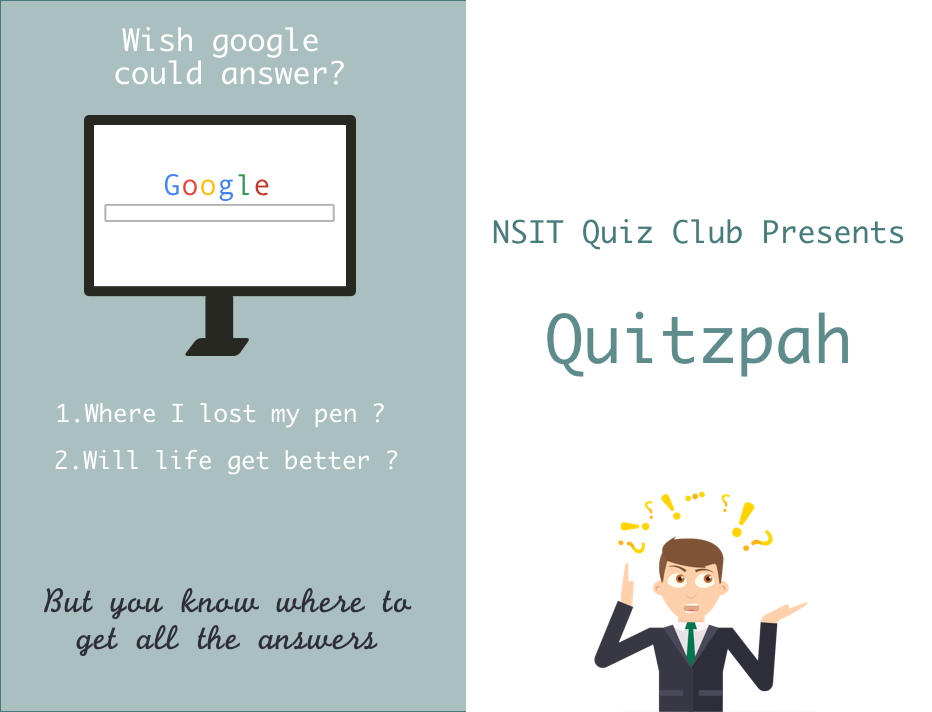 Wish google
could answer?
Google
1.Where I lost my pen ?
2.Will life get better ?
But you know where to
get all the answers
NSIT Quiz Club Presents
Quitzpah